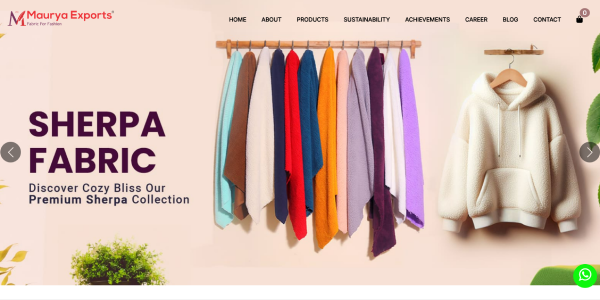 Maurya Exports®
Fabric For Fashion
HOME ABOUT PRODUCTS SUSTAINABILITY ACHIEVEMENTS CAREER BLOG CONTACT 0
SHERPA
FABRIC
Discover Cozy Bliss Our
Premium Sherpa Collection